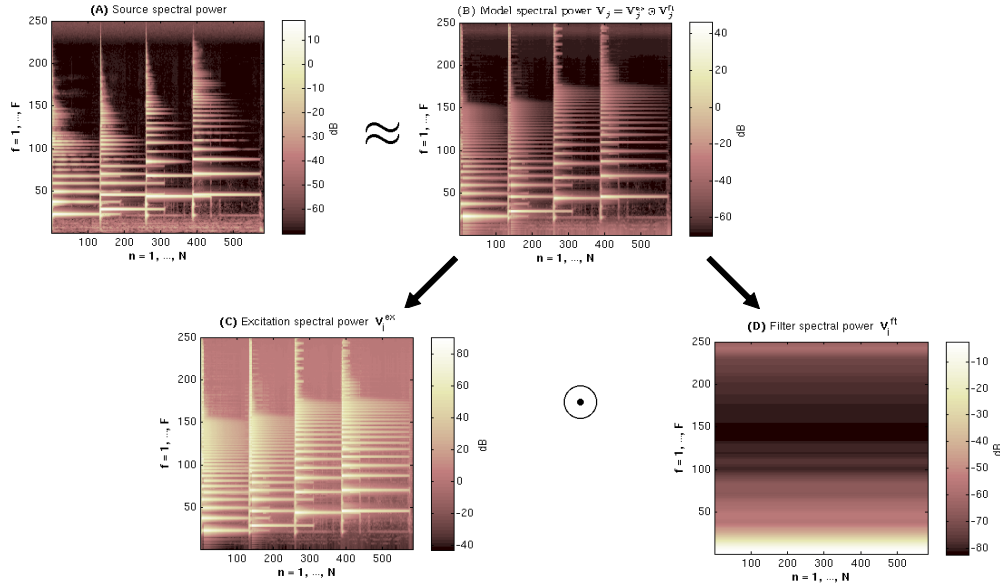 (A) Source spectral power
250
200
150
100
50
f = 1, ..., F
100 200 300 400 500
n = 1, ..., N
10
0
-10
-20
-30
-40
-50
-60
dB
≈
(B) Model spectral power V_j = V_j^ex ⊙ V_j^ft
250
200
150
100
50
f = 1, ..., F
100 200 300 400 500
n = 1, ..., N
40
20
0
-20
-40
-60
dB
(C) Excitation spectral power V_j^ex
250
200
150
100
50
f = 1, ..., F
100 200 300 400 500
n = 1, ..., N
80
60
40
20
0
-20
-40
dB
⊙
(D) Filter spectral power V_j^ft
250
200
150
100
50
f = 1, ..., F
100 200 300 400 500
n = 1, ..., N
-10
-20
-30
-40
-50
-60
-70
-80
dB